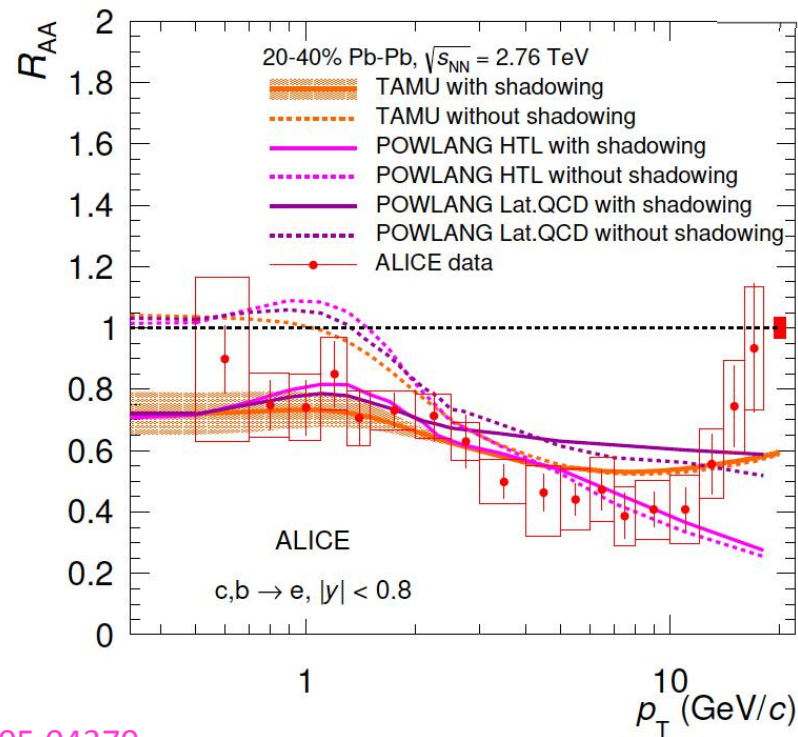 R_AA
2
1.8
1.6
1.4
1.2
1
0.8
0.6
0.4
0.2
0
20-40% Pb-Pb, √s_NN = 2.76 TeV
TAMU with shadowing
TAMU without shadowing
POWLANG HTL with shadowing
POWLANG HTL without shadowing
POWLANG Lat.QCD with shadowing
POWLANG Lat.QCD without shadowing
ALICE data
ALICE
c,b → e, |y| < 0.8
1
10
p_T (GeV/c)